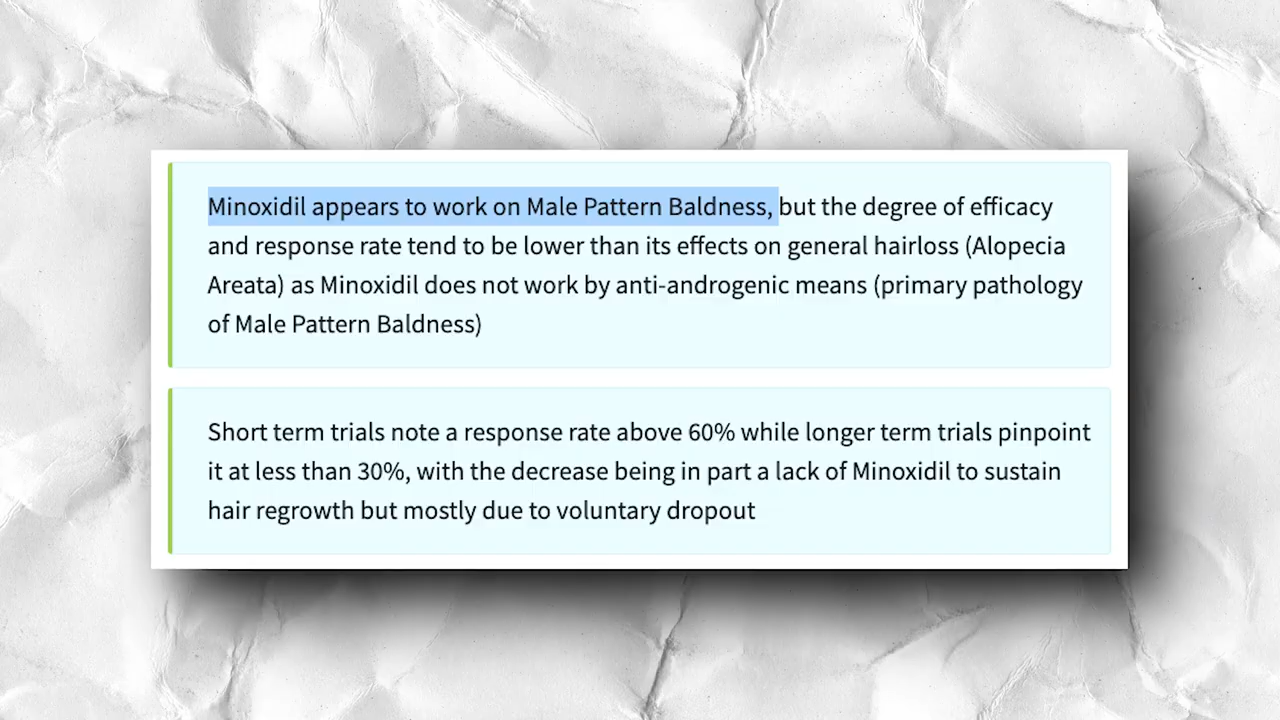 Minoxidil appears to work on Male Pattern Baldness, but the degree of efficacy
and response rate tend to be lower than its effects on general hairloss (Alopecia
Areata) as Minoxidil does not work by anti-androgenic means (primary pathology
of Male Pattern Baldness)
Short term trials note a response rate above 60% while longer term trials pinpoint
it at less than 30%, with the decrease being in part a lack of Minoxidil to sustain
hair regrowth but mostly due to voluntary dropout